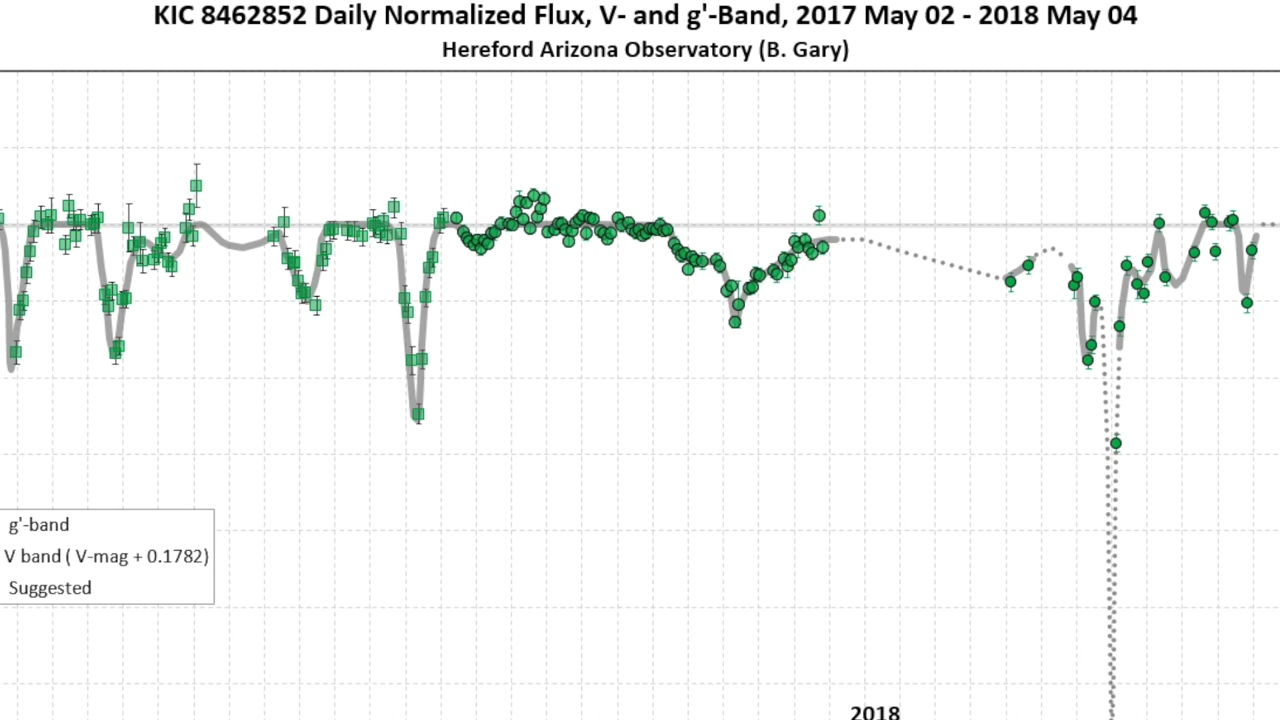 KIC 8462852 Daily Normalized Flux, V- and g'-Band, 2017 May 02 - 2018 May 04
Hereford Arizona Observatory (B. Gary)
g'-band
V band ( V-mag + 0.1782)
Suggested
2018